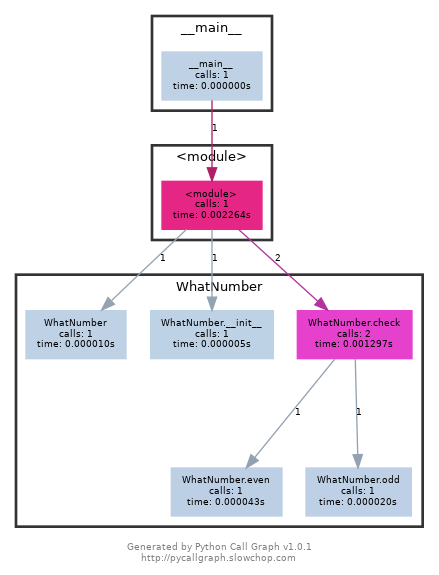 __main__
__main__
calls: 1
time: 0.000000s
1
<module>
<module>
calls: 1
time: 0.002264s
1
1
2
WhatNumber
WhatNumber
calls: 1
time: 0.000010s
WhatNumber.__init__
calls: 1
time: 0.000005s
WhatNumber.check
calls: 2
time: 0.001297s
1
1
WhatNumber.even
calls: 1
time: 0.000043s
WhatNumber.odd
calls: 1
time: 0.000020s
Generated by Python Call Graph v1.0.1
http://pycallgraph.slowchop.com